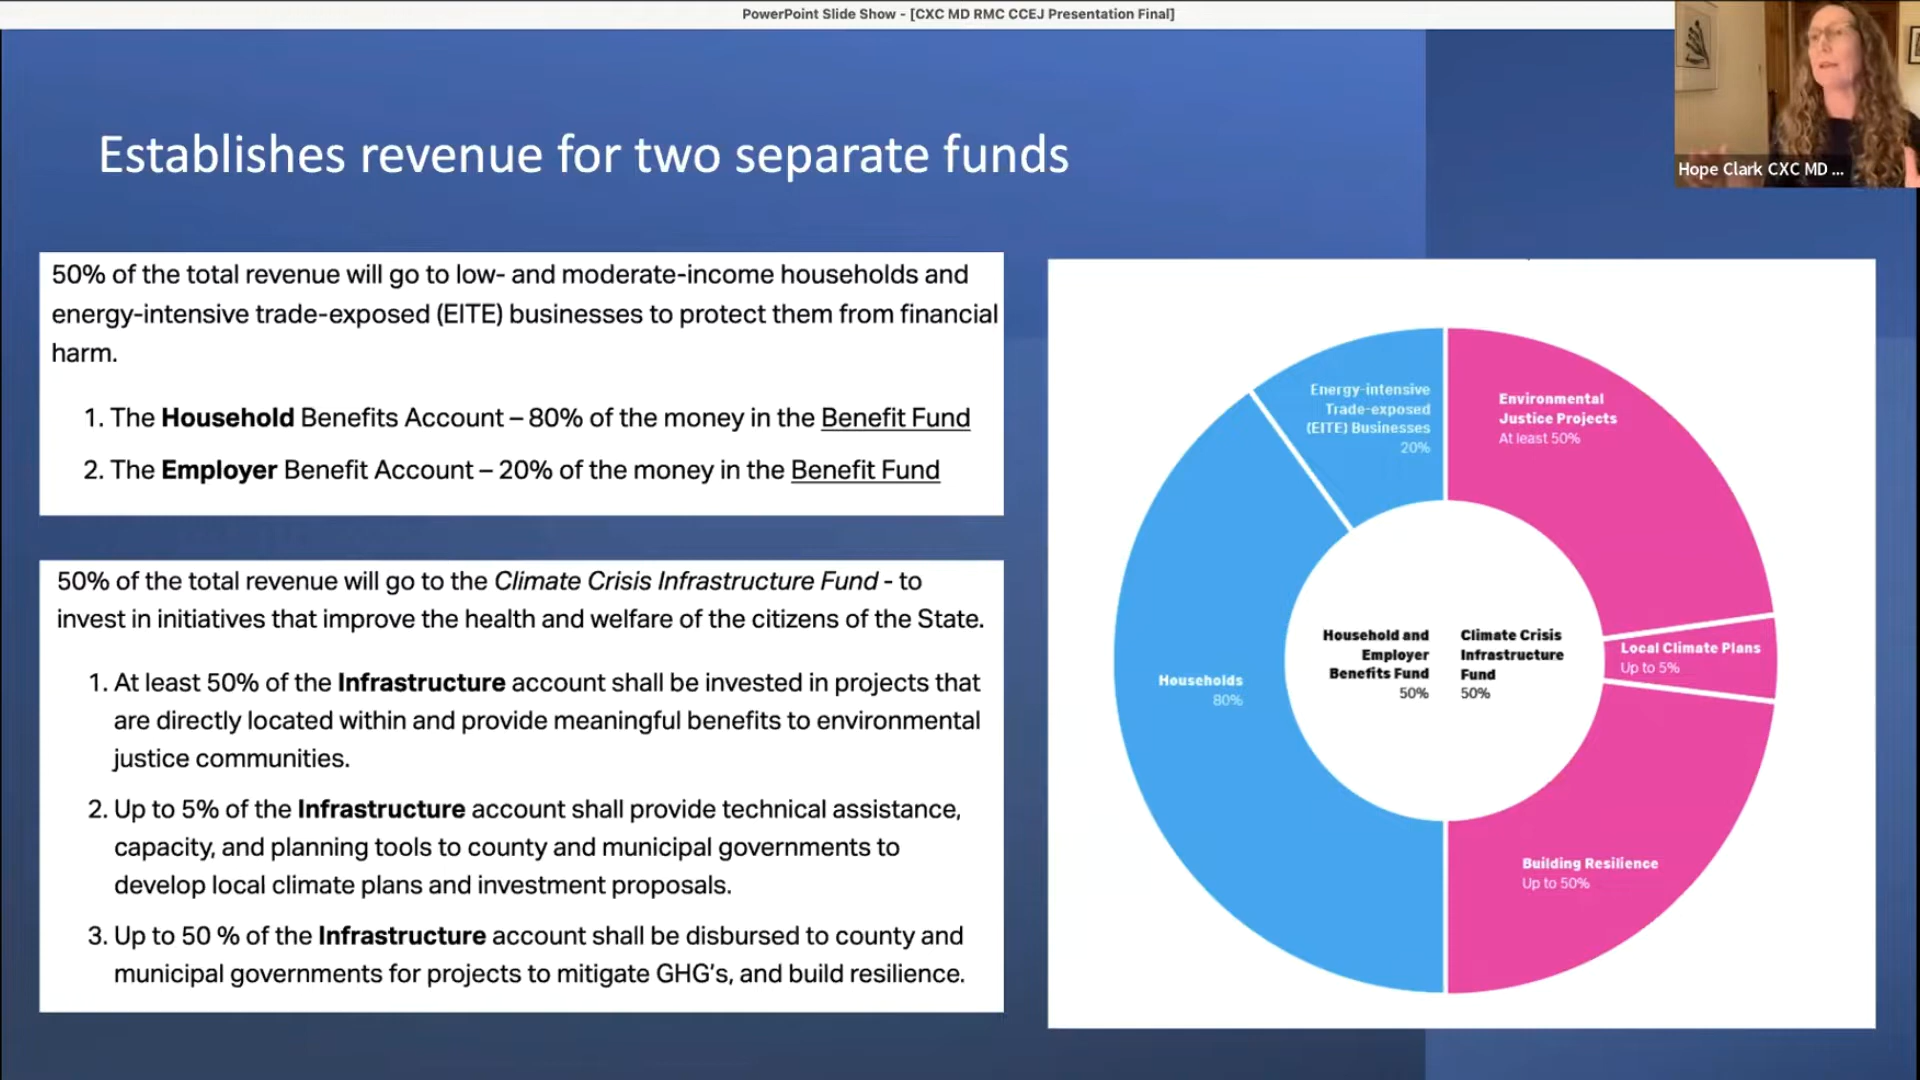 PowerPoint Slide Show - [CXC MD RMC CCEJ Presentation Final]
Hope Clark CXC MD ...
Establishes revenue for two separate funds
50% of the total revenue will go to low- and moderate-income households and
energy-intensive trade-exposed (EITE) businesses to protect them from financial
harm.
1. The Household Benefits Account – 80% of the money in the Benefit Fund
2. The Employer Benefit Account – 20% of the money in the Benefit Fund
50% of the total revenue will go to the Climate Crisis Infrastructure Fund - to
invest in initiatives that improve the health and welfare of the citizens of the State.
1. At least 50% of the Infrastructure account shall be invested in projects that
are directly located within and provide meaningful benefits to environmental
justice communities.
2. Up to 5% of the Infrastructure account shall provide technical assistance,
capacity, and planning tools to county and municipal governments to
develop local climate plans and investment proposals.
3. Up to 50 % of the Infrastructure account shall be disbursed to county and
municipal governments for projects to mitigate GHG's, and build resilience.
Energy-intensive
Trade-exposed
(EITE) Businesses
20%
Environmental
Justice Projects
At least 50%
Households
80%
Household and
Employer
Benefits Fund
50%
Climate Crisis
Infrastructure
Fund
50%
Local Climate Plans
Up to 5%
Building Resilience
Up to 50%